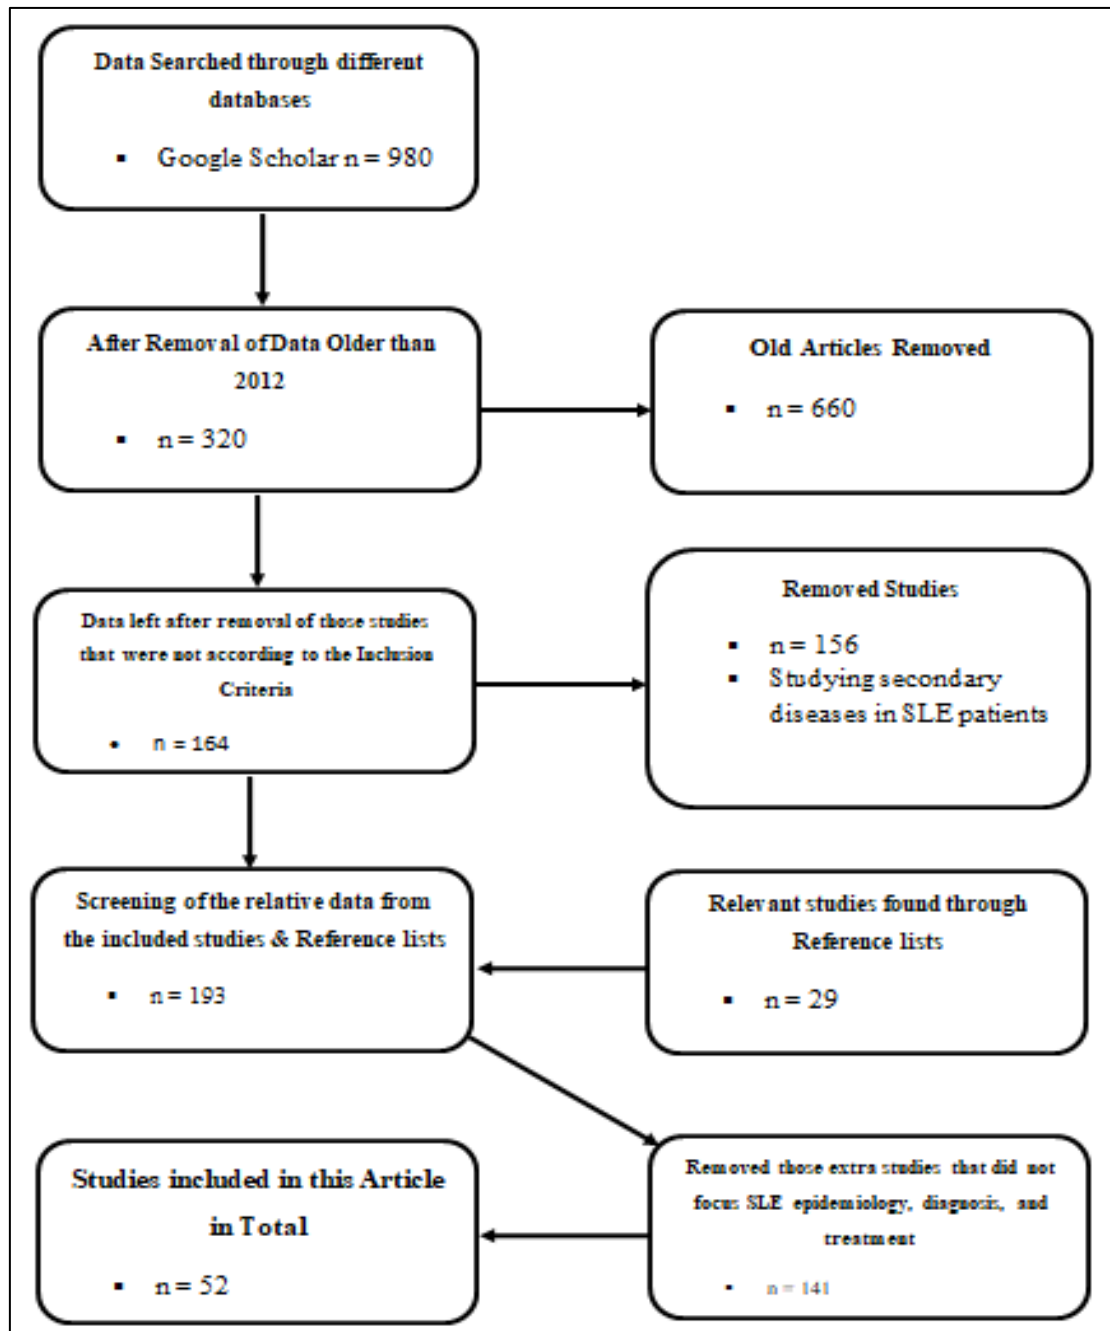 Data Searched through different
databases
▪ Google Scholar n = 980
After Removal of Data Older than
2012
▪ n = 320
Old Articles Removed
▪ n = 660
Data left after removal of those studies
that were not according to the Inclusion
Criteria
• n = 164
Removed Studies
▪ n = 156
▪ Studying secondary
diseases in SLE patients
Screening of the relative data from
the included studies & Reference lists
▪ n = 193
Relevant studies found through
Reference lists
▪ n = 29
Removed those extra studies that did not
focus SLE epidemiology, diagnosis, and
treatment
▪ n = 141
Studies included in this Article
in Total
▪ n = 52